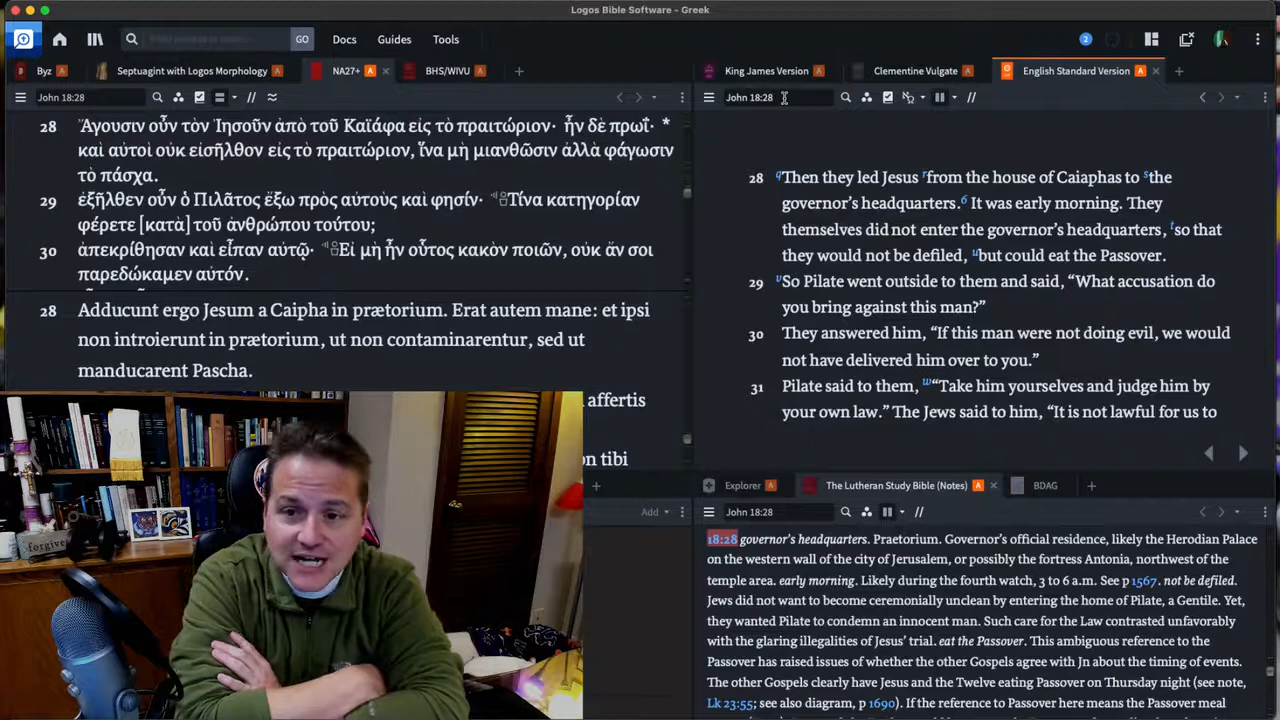 Logos Bible Software - Greek
GO
Docs
Guides
Tools
2
Byz A
Septuagint with Logos Morphology A
NA27+ A
BHS/WIVU A
King James Version A
Clementine Vulgate A
English Standard Version A
John 18:28
John 18:28
28 Ἄγουσιν οὖν τὸν Ἰησοῦν ἀπὸ τοῦ Καϊάφα εἰς τὸ πραιτώριον· ἦν δὲ πρωΐ· *
καὶ αὐτοὶ οὐκ εἰσῆλθον εἰς τὸ πραιτώριον, ἵνα μὴ μιανθῶσιν ἀλλὰ φάγωσιν
τὸ πάσχα.
29 ἐξῆλθεν οὖν ὁ Πιλᾶτος ἔξω πρὸς αὐτοὺς καὶ φησίν· Τίνα κατηγορίαν
φέρετε [κατὰ] τοῦ ἀνθρώπου τούτου;
30 ἀπεκρίθησαν καὶ εἶπαν αὐτῷ· Εἰ μὴ ἦν οὗτος κακὸν ποιῶν, οὐκ ἄν σοι
παρεδώκαμεν αὐτόν.
28 Adducunt ergo Jesum a Caipha in prætorium. Erat autem mane: et ipsi
non introierunt in prætorium, ut non contaminarentur, sed ut
manducarent Pascha.
affertis
tibi
28 qThen they led Jesus rfrom the house of Caiaphas to sthe
governor’s headquarters.6 It was early morning. They
themselves did not enter the governor’s headquarters, tso that
they would not be defiled, ubut could eat the Passover.
29 vSo Pilate went outside to them and said, “What accusation do
you bring against this man?”
30 They answered him, “If this man were not doing evil, we would
not have delivered him over to you.”
31 Pilate said to them, w“Take him yourselves and judge him by
your own law.” The Jews said to him, “It is not lawful for us to
Add
Explorer A
The Lutheran Study Bible (Notes) A
BDAG
John 18:28
18:28 governor’s headquarters. Praetorium. Governor’s official residence, likely the Herodian Palace
on the western wall of the city of Jerusalem, or possibly the fortress Antonia, northwest of the
temple area. early morning. Likely during the fourth watch, 3 to 6 a.m. See p 1567. not be defiled.
Jews did not want to become ceremonially unclean by entering the home of Pilate, a Gentile. Yet,
they wanted Pilate to condemn an innocent man. Such care for the Law contrasted unfavorably
with the glaring illegalities of Jesus’ trial. eat the Passover. This ambiguous reference to the
Passover has raised issues of whether the other Gospels agree with Jn about the timing of events.
The other Gospels clearly have Jesus and the Twelve eating Passover on Thursday night (see note,
Lk 23:55; see also diagram, p 1690). If the reference to Passover here means the Passover meal
forgive